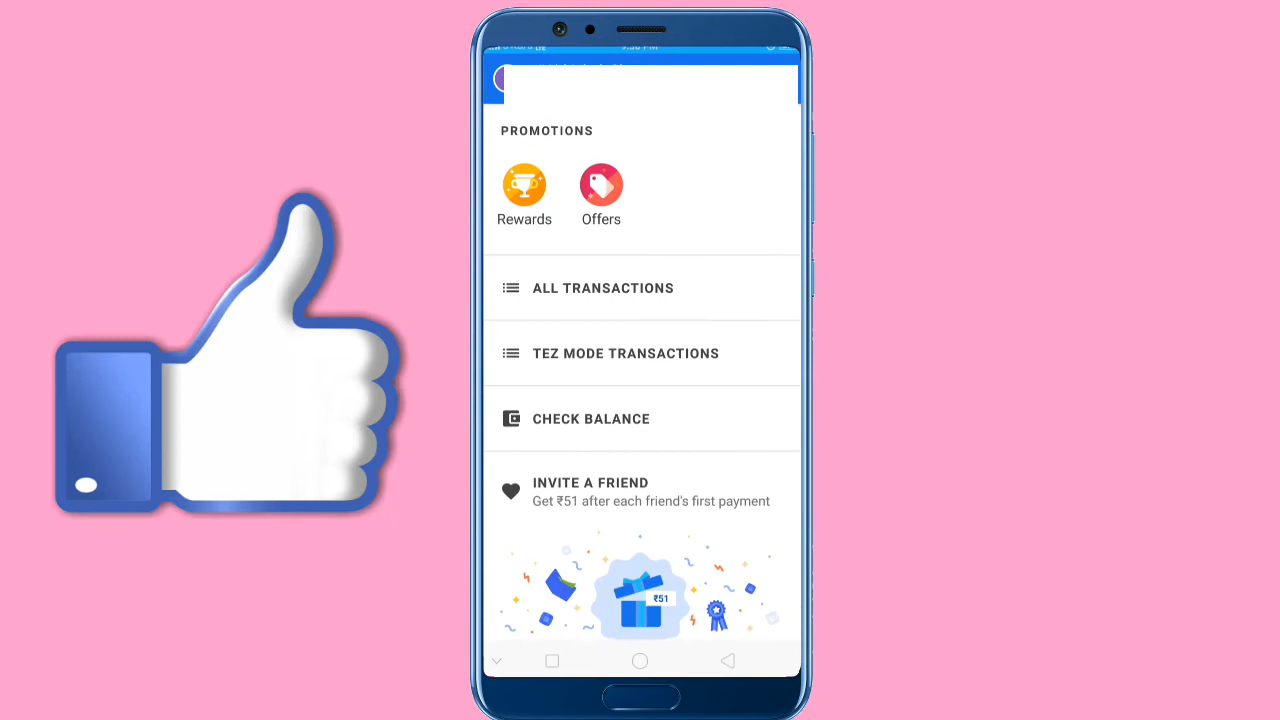 PROMOTIONS
Rewards
Offers
ALL TRANSACTIONS
TEZ MODE TRANSACTIONS
CHECK BALANCE
INVITE A FRIEND
Get ₹51 after each friend's first payment
₹51